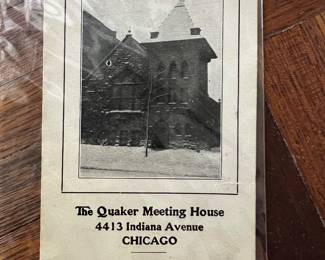 The Quaker Meeting House
4413 Indiana Avenue
CHICAGO